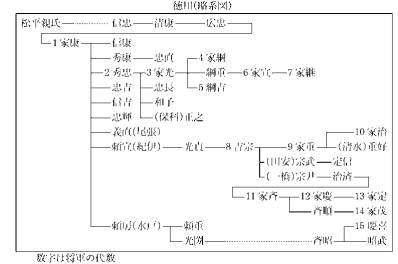 徳川(略系図)
松平親氏 信忠 清康 広忠
1家康 信康
秀康 忠直 4家綱
2秀忠 3家光 綱重 6家宣 7家継
忠吉 忠長 5綱吉
信吉 和子
忠輝 (保科)正之
義直(尾張) 10家治
頼宣(紀伊) 光貞 8吉宗 9家重 (清水)重好
(田安)宗武 定信
(一橋)宗尹 治済
11家斉 12家慶 13家定
斉順 14家茂
頼房(水戸) 頼重 15慶喜
光圀 斉昭 昭武
数字は将軍の代数